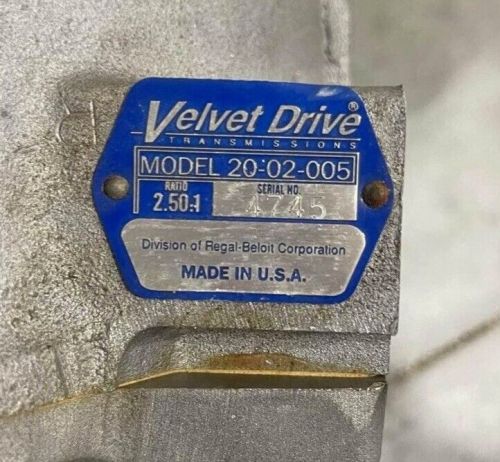 Velvet Drive®
TRANSMISSIONS
MODEL 20-02-005
RATIO SERIAL NO.
2.50:1 4745
Division of Regal-Beloit Corporation
MADE IN U.S.A.